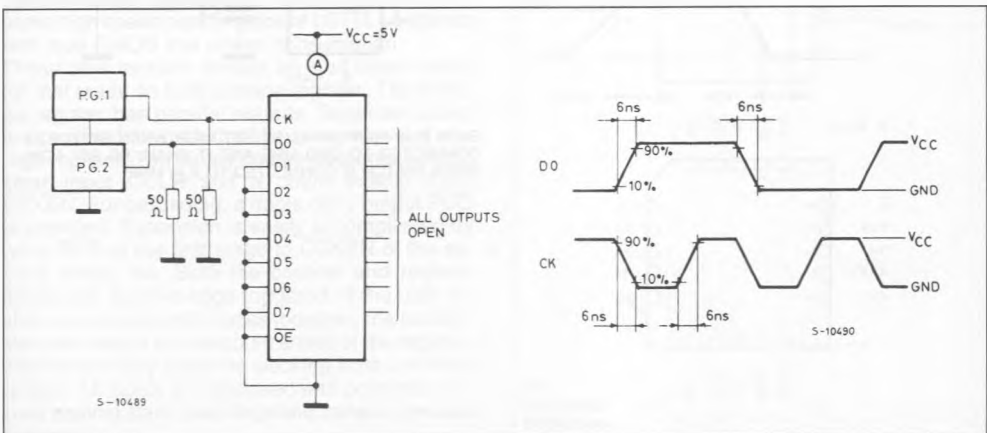 VCC=5V
A
P.G.1
CK
P.G.2
D0
D1
50 Ω
50 Ω
D2
D3
D4
D5
D6
D7
OE
ALL OUTPUTS
OPEN
S-10489
6ns
6ns
90%
VCC
D0
10%
GND
90%
VCC
CK
10%
GND
6ns
6ns
S-10490